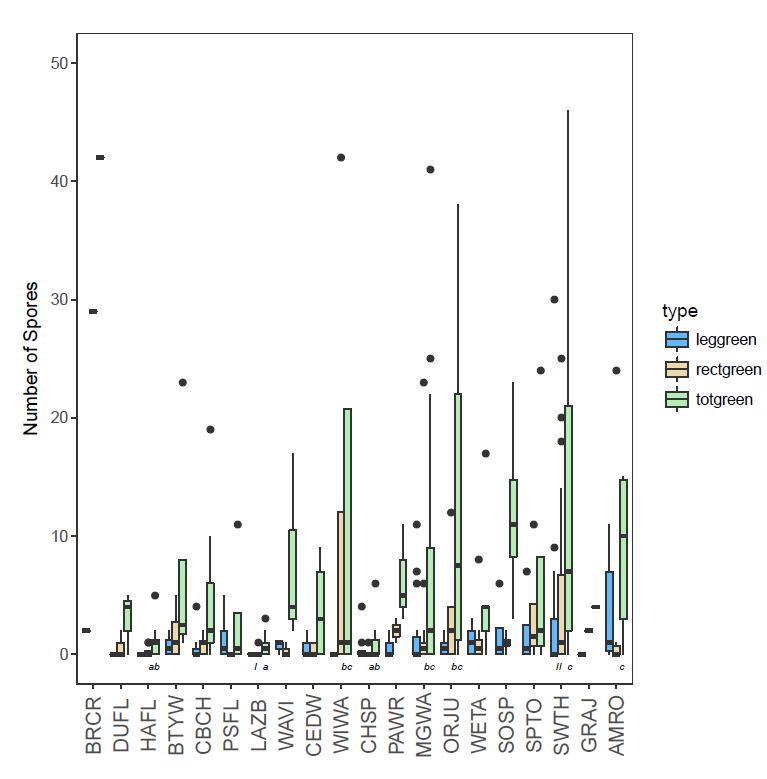 Number of Spores
50
40
30
20
10
0
ab
l a
bc
ab
bc
bc
ll c
c
BRCR
DUFL
HAFL
BTYW
CBCH
PSFL
LAZB
WAVI
CEDW
WIWA
CHSP
PAWR
MGWA
ORJU
WETA
SOSP
SPTO
SWTH
GRAJ
AMRO
type
leggreen
rectgreen
totgreen